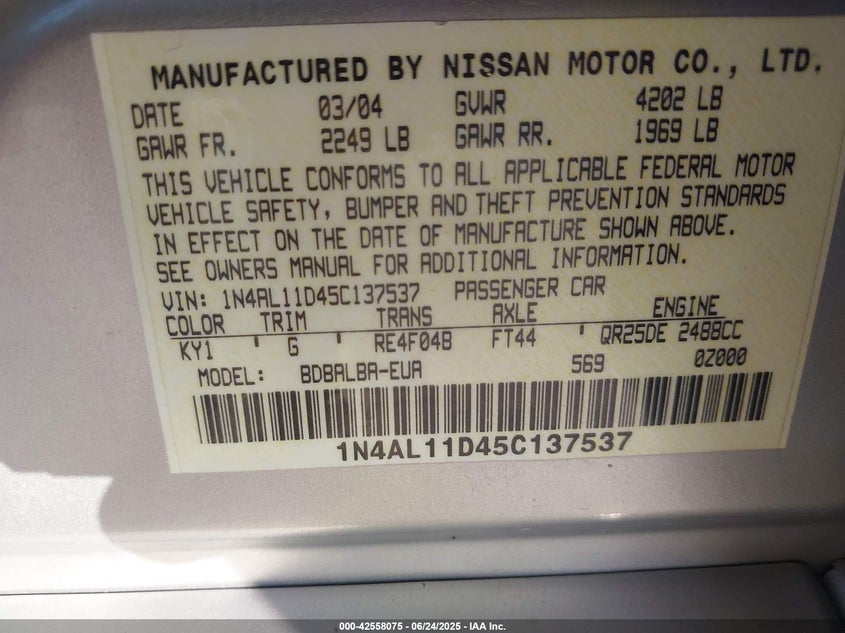 MANUFACTURED BY NISSAN MOTOR CO., LTD.
DATE 03/04 GVWR 4202 LB
GAWR FR. 2249 LB GAWR RR. 1969 LB
THIS VEHICLE CONFORMS TO ALL APPLICABLE FEDERAL MOTOR
VEHICLE SAFETY, BUMPER AND THEFT PREVENTION STANDARDS
IN EFFECT ON THE DATE OF MANUFACTURE SHOWN ABOVE.
SEE OWNERS MANUAL FOR ADDITIONAL INFORMATION.
VIN: 1N4AL11D45C137537 PASSENGER CAR
COLOR TRIM TRANS AXLE ENGINE
KY1 ' G ' RE4F04B FT44 ' QR25DE 2488CC
MODEL: BDBALBA-EUA 569 0Z000
1N4AL11D45C137537
000-42558075 | 06/24/2025 - IAA Inc.